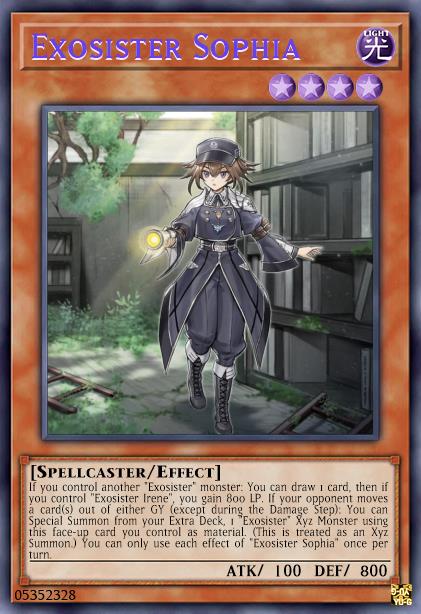 Exosister Sophia
LIGHT
光
[Spellcaster/Effect]
If you control another "Exosister" monster: You can draw 1 card, then if
you control "Exosister Irene", you gain 800 LP. If your opponent moves
a card(s) out of either GY (except during the Damage Step): You can
Special Summon from your Extra Deck, 1 "Exosister" Xyz Monster using
this face-up card you control as material. (This is treated as an Xyz
Summon.) You can only use each effect of "Exosister Sophia" once per
turn.
ATK/ 100 DEF/ 800
05352328